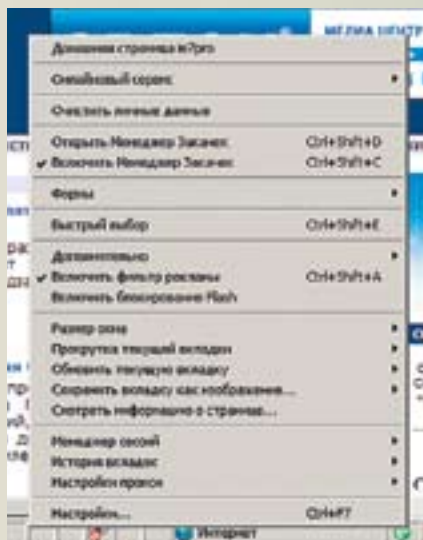 МЕДИА ЦЕНТР
Домашняя страница ie7pro
Онлайновый сервис
Очистить личные данные
Открыть Менеджер Закачек Ctrl+Shift+D
Включить Менеджер Закачек Ctrl+Shift+C
Формы
Быстрый выбор Ctrl+Shift+E
Дополнительно
Включить фильтр рекламы Ctrl+Shift+A
Включить блокирование Flash
Размер окна
Прокрутка текущей вкладки
Обновить текущую вкладку
Сохранить вкладку как изображение...
Смотреть информацию о странице...
Менеджер сессий
История вкладок
Настройки прокси
Настройки... Ctrl+F7
Интернет